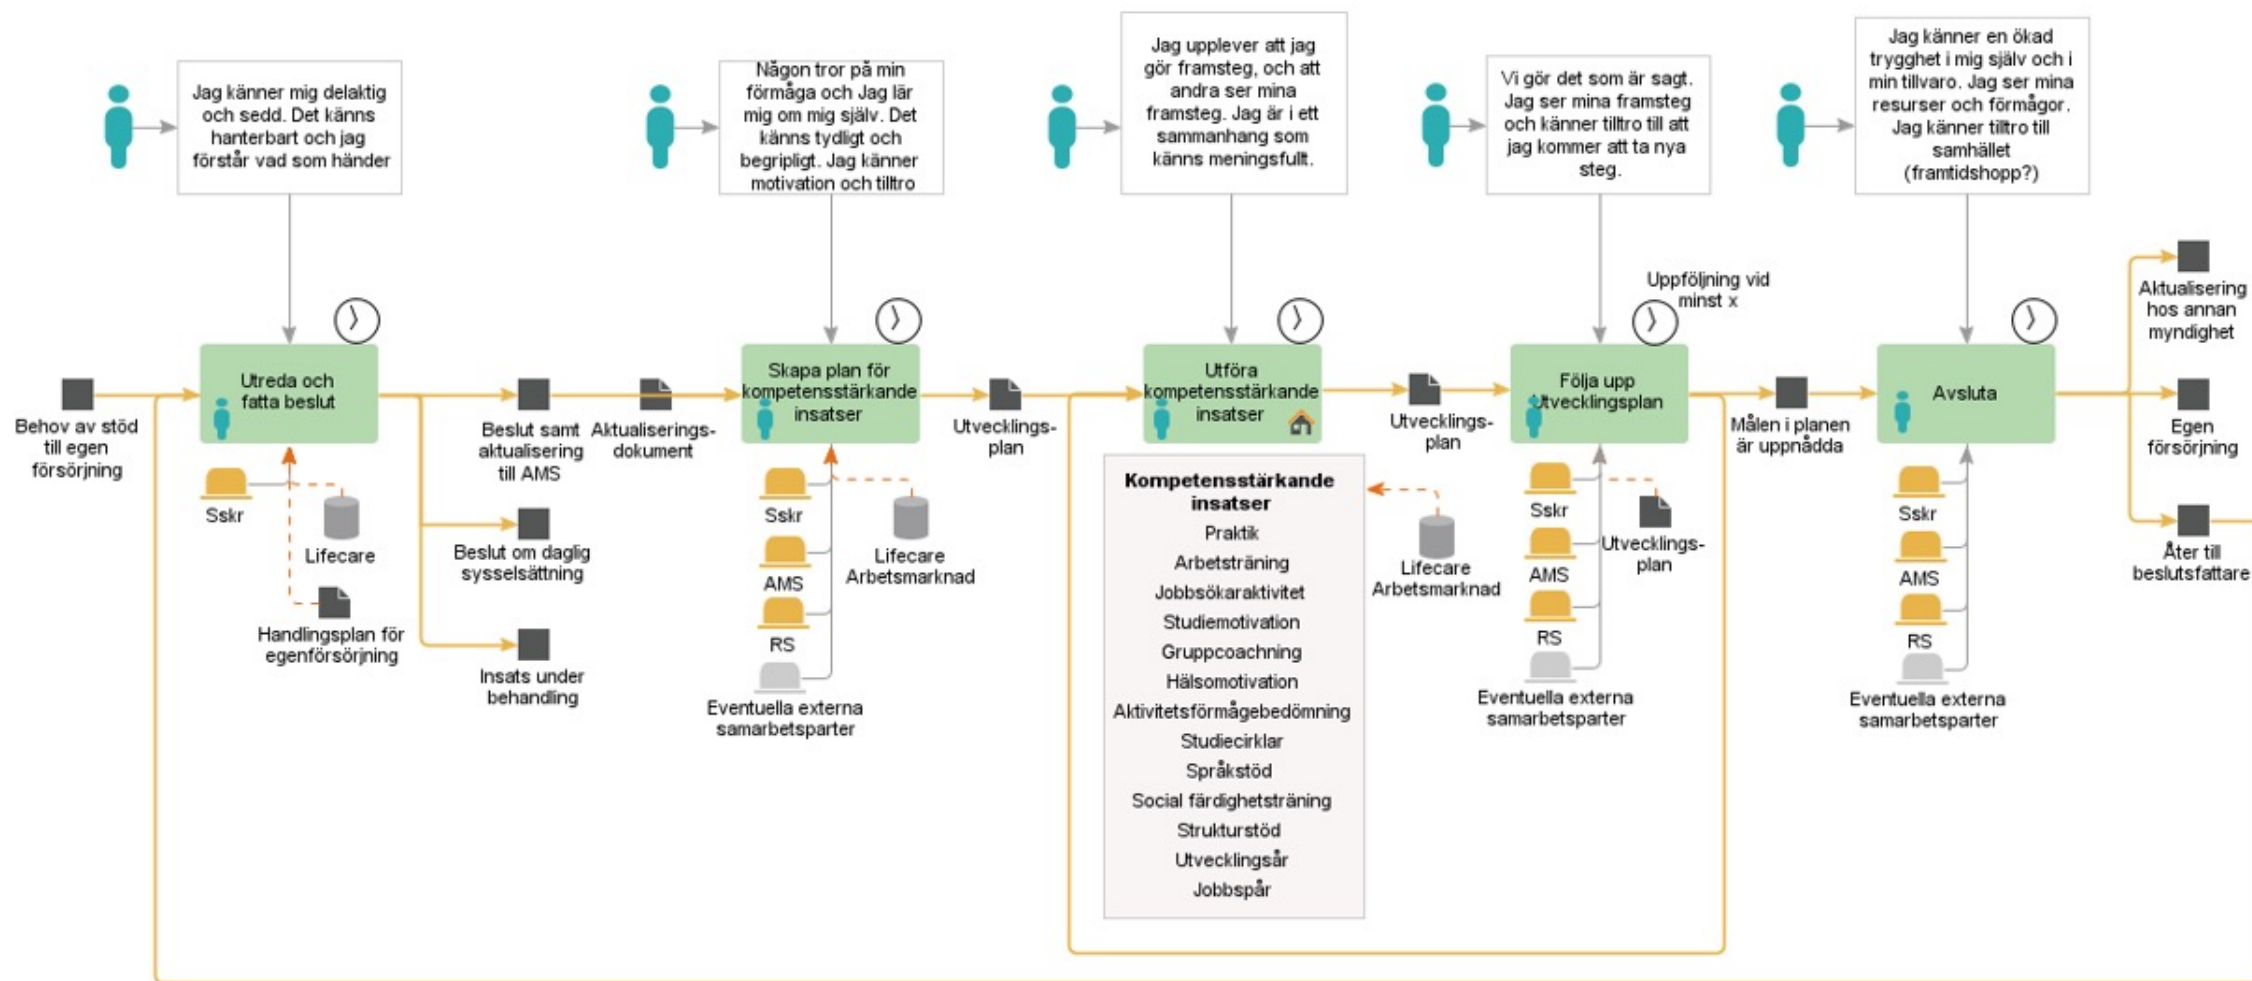 Jag känner mig delaktig
och sedd. Det känns
hanterbart och jag
förstår vad som händer
Någon tror på min
förmåga och Jag lär
mig om mig själv. Det
känns tydligt och
begripligt. Jag känner
motivation och tilltro
Jag upplever att jag
gör framsteg, och att
andra ser mina
framsteg. Jag är i ett
sammanhang som
känns meningsfullt.
Vi gör det som är sagt.
Jag ser mina framsteg
och känner tilltro till att
jag kommer att ta nya
steg.
Jag känner en ökad
trygghet i mig själv och i
min tillvaro. Jag ser mina
resurser och förmågor.
Jag känner tilltro till
samhället
(framtidshopp?)
Behov av stöd
till egen
försörjning
Utreda och
fatta beslut
Sskr
Lifecare
Handlingsplan för
egenförsörjning
Beslut samt
aktualisering
till AMS
Beslut om daglig
sysselsättning
Insats under
behandling
Aktualiserings-
dokument
Skapa plan för
kompetensstärkande
insatser
Sskr
AMS
RS
Eventuella externa
samarbetsparter
Lifecare
Arbetsmarknad
Utvecklings-
plan
Utföra
kompetensstärkande
insatser
Kompetensstärkande
insatser
Praktik
Arbetsträning
Jobbsökaraktivitet
Studiemotivation
Gruppcoachning
Hälsomotivation
Aktivitetsförmågebedömning
Studiecirklar
Språkstöd
Social färdighetsträning
Strukturstöd
Utvecklingsår
Jobbspår
Lifecare
Arbetsmarknad
Utvecklings-
plan
Uppföljning vid
minst x
Följa upp
Utvecklingsplan
Sskr
AMS
RS
Eventuella externa
samarbetsparter
Utvecklings-
plan
Målen i planen
är uppnådda
Avsluta
Sskr
AMS
RS
Eventuella externa
samarbetsparter
Aktualisering
hos annan
myndighet
Egen
försörjning
Åter till
beslutsfattare